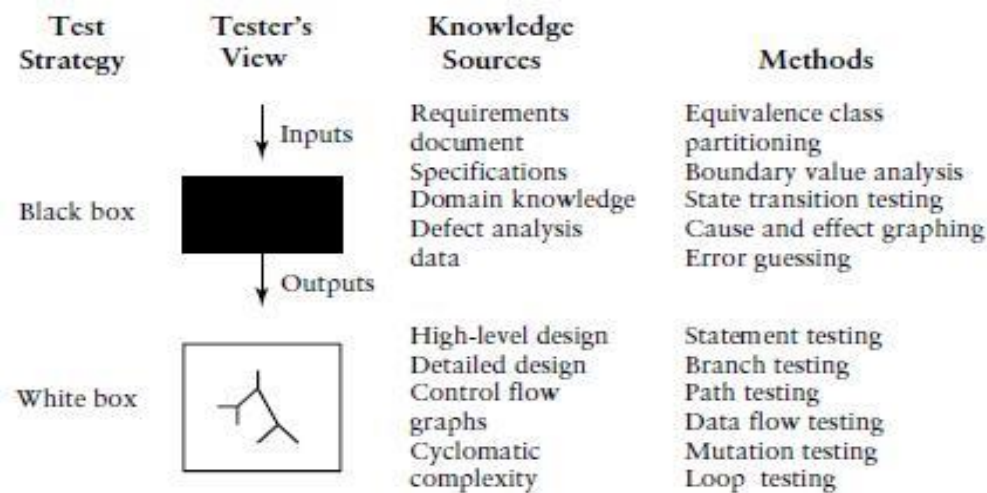 Test
Strategy
Tester's
View
Knowledge
Sources
Methods
Black box
Inputs
Outputs
Requirements
document
Specifications
Domain knowledge
Defect analysis
data
Equivalence class
partitioning
Boundary value analysis
State transition testing
Cause and effect graphing
Error guessing
White box
High-level design
Detailed design
Control flow
graphs
Cyclomatic
complexity
Statement testing
Branch testing
Path testing
Data flow testing
Mutation testing
Loop testing